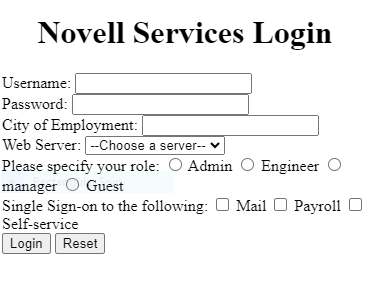 Novell Services Login
Username:
Password:
City of Employment:
Web Server: --Choose a server--
Please specify your role: Admin Engineer
manager Guest
Single Sign-on to the following: Mail Payroll
Self-service
Login Reset